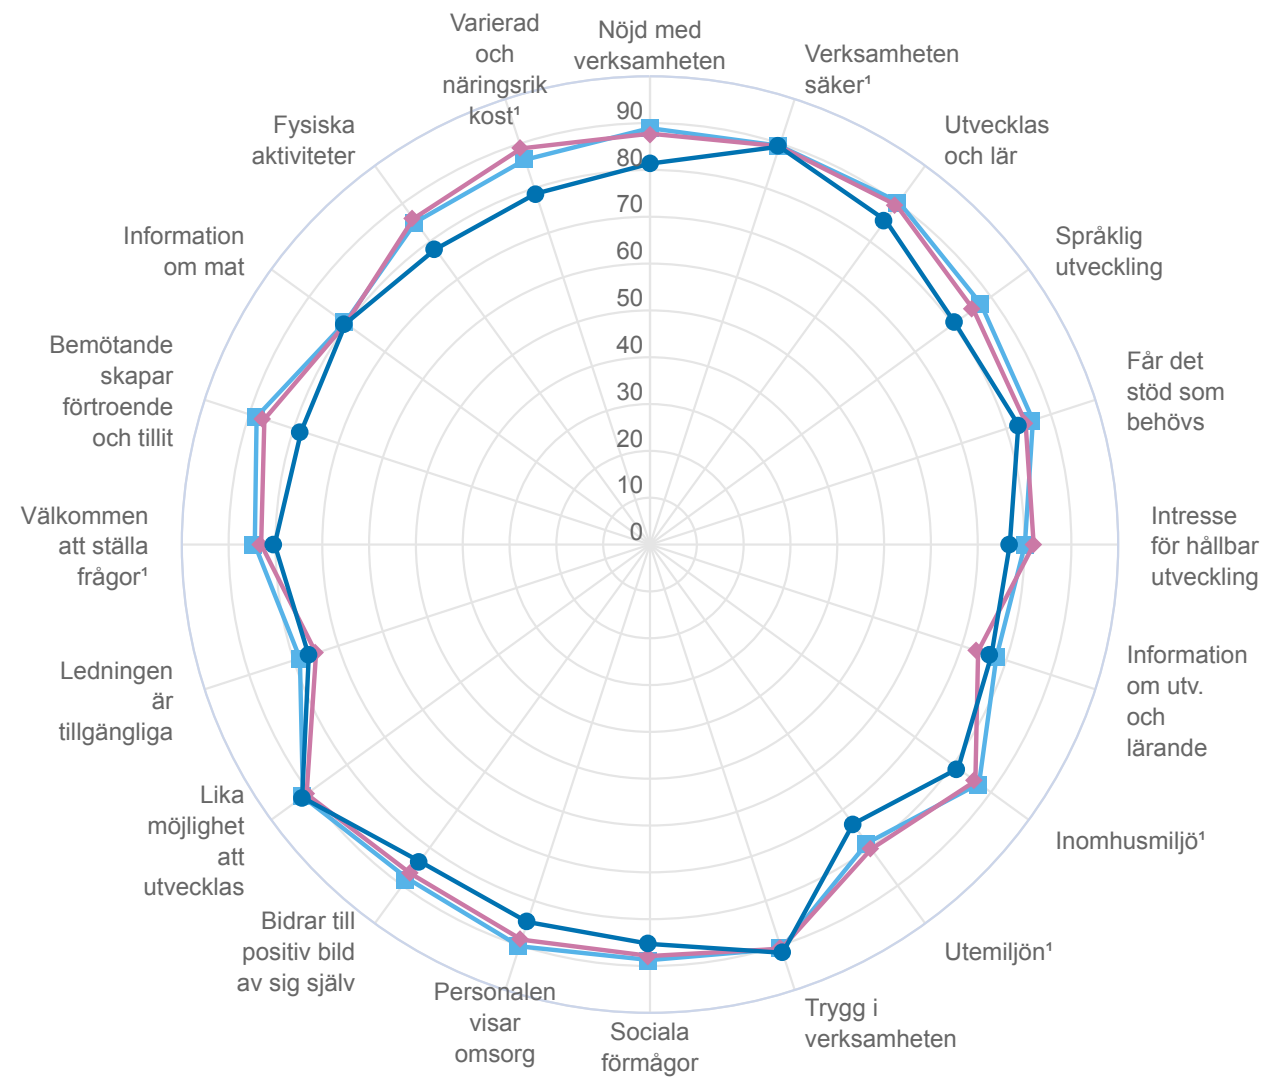 Nöjd med
verksamheten
Verksamheten
säker¹
Utvecklas
och lär
Språklig
utveckling
Får det
stöd som
behövs
Intresse
för hållbar
utveckling
Information
om utv.
och
lärande
Inomhusmiljö¹
Utemiljön¹
Trygg i
verksamheten
Sociala
förmågor
Personalen
visar
omsorg
Bidrar till
positiv bild
av sig själv
Lika
möjlighet
att
utvecklas
Ledningen
är
tillgängliga
Välkommen
att ställa
frågor¹
Bemötande
skapar
förtroende
och tillit
Information
om mat
Fysiska
aktiviteter
Varierad
och
näringsrik
kost¹
90
80
70
60
50
40
30
20
10
0